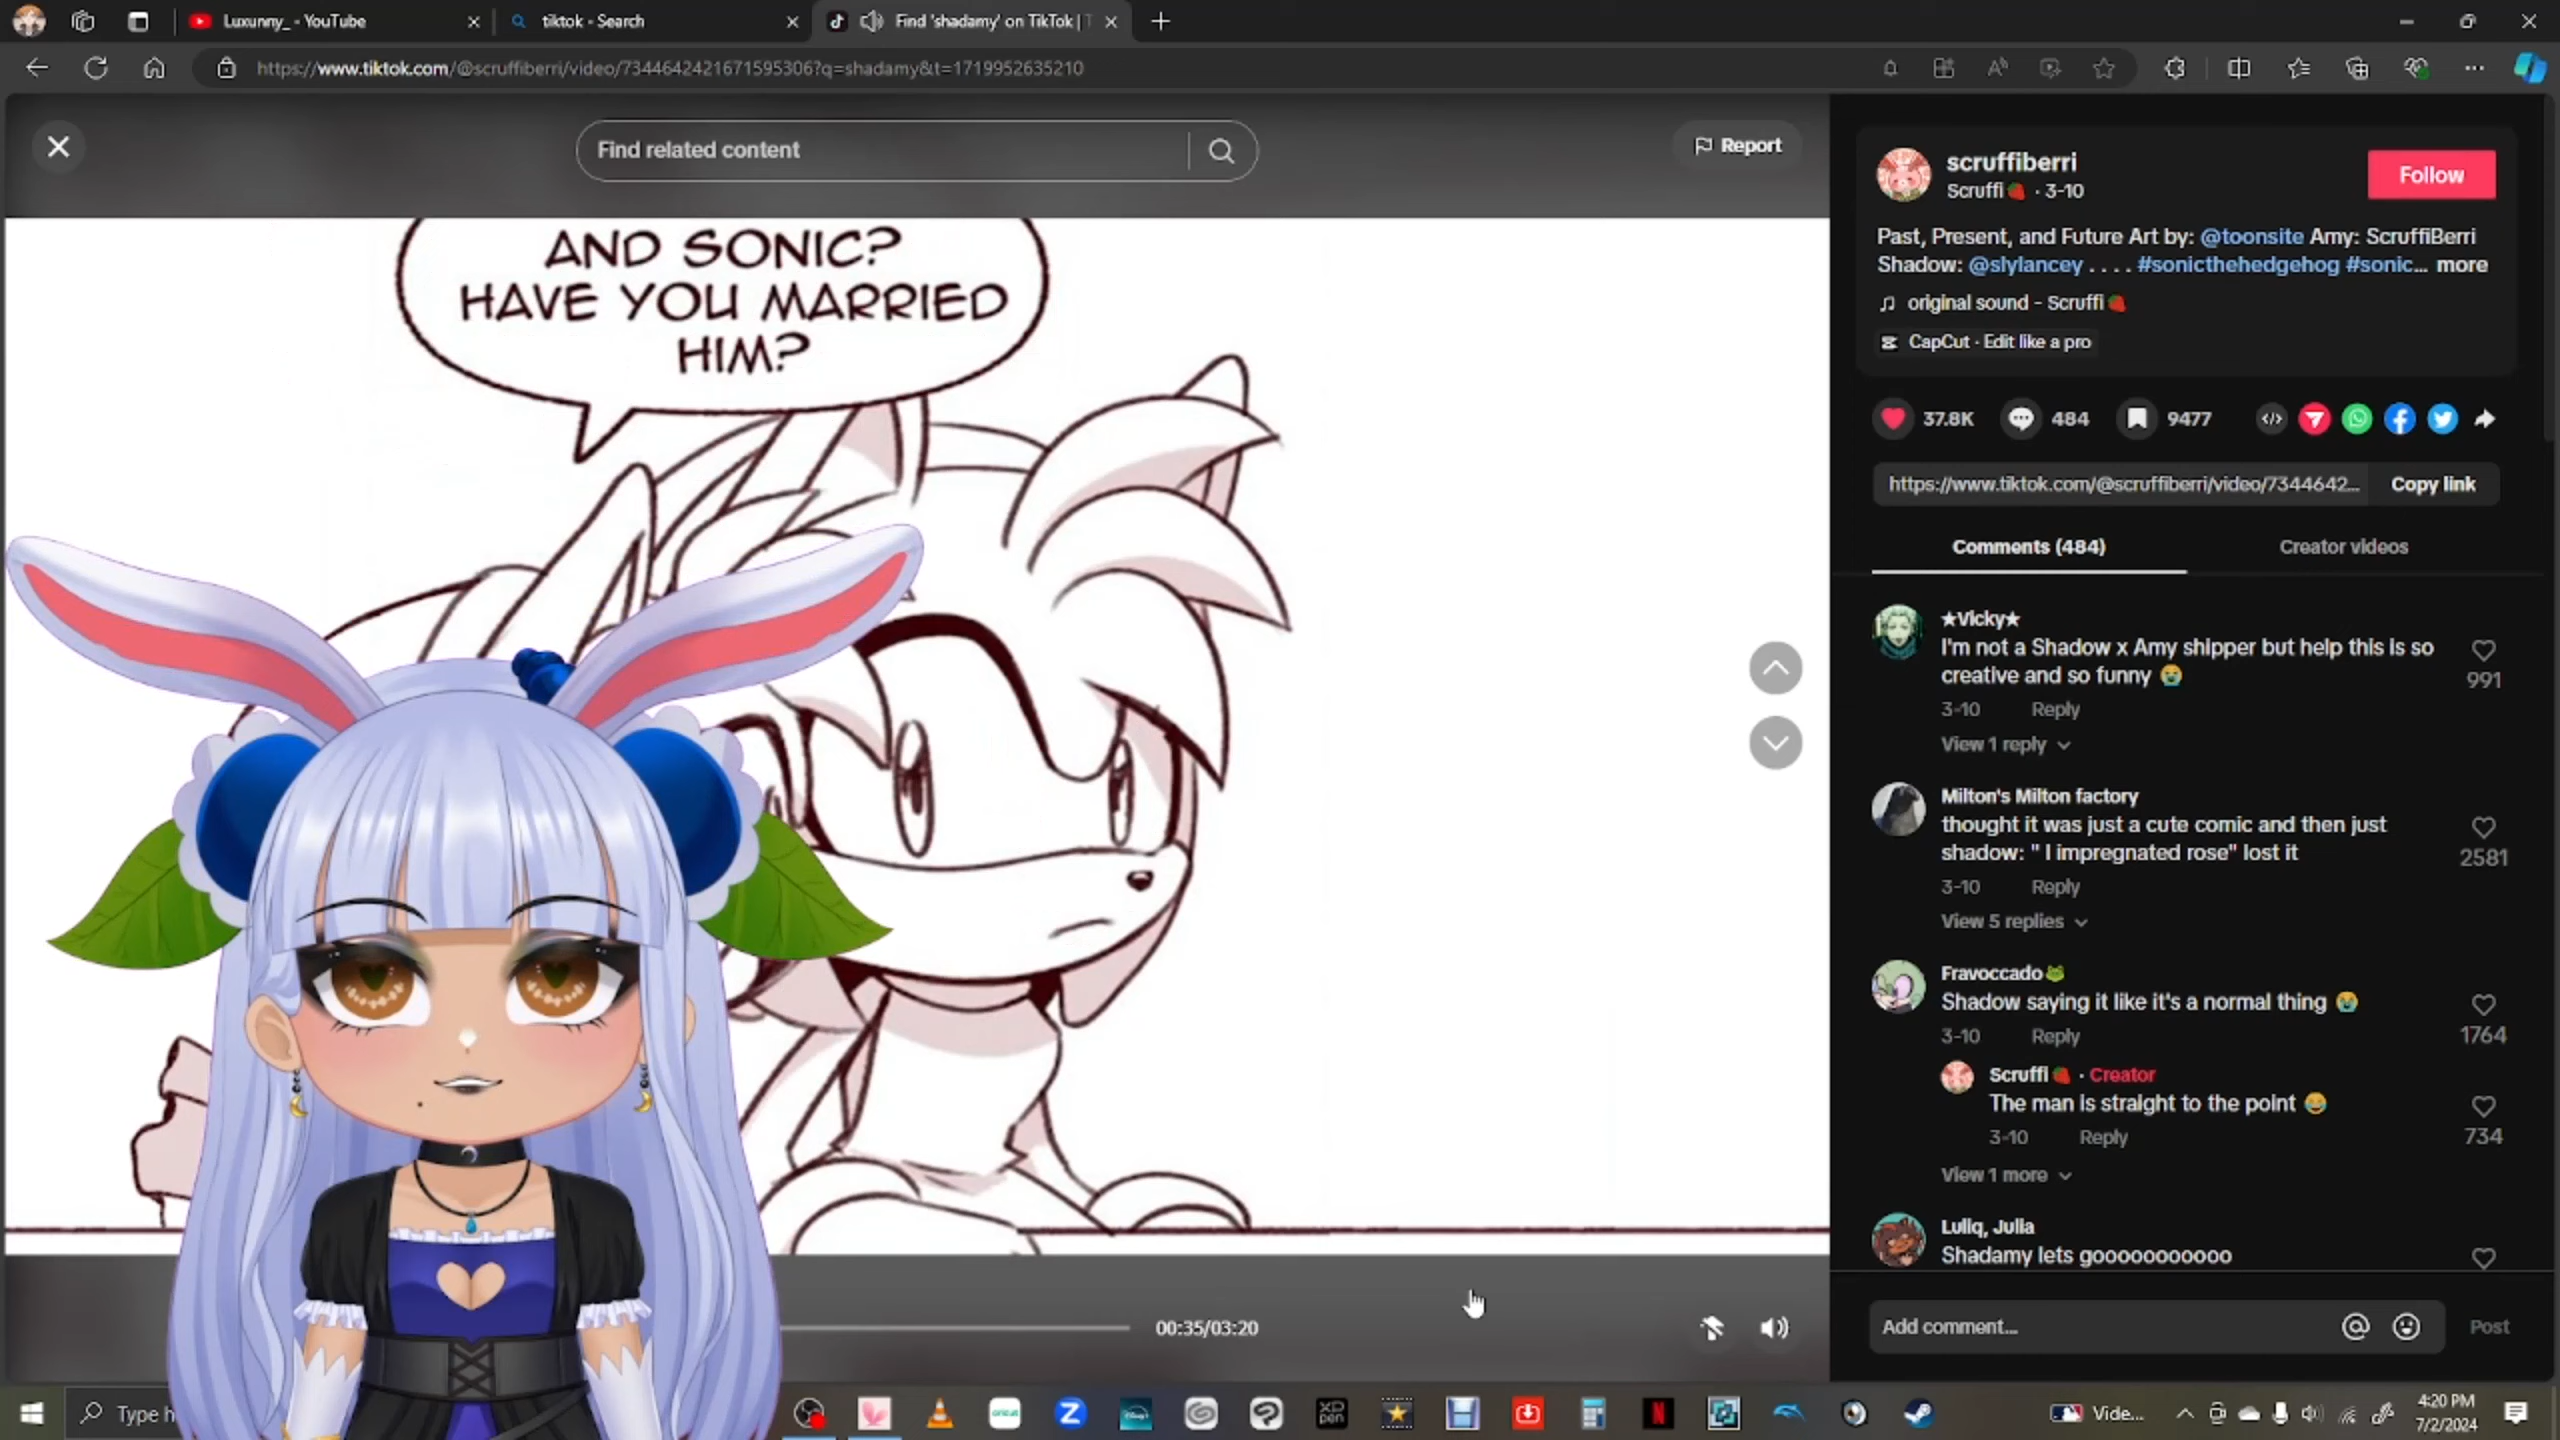 Luxunny_ - YouTube
tiktok - Search
Find 'shadamy' on TikTok | T
https://www.tiktok.com/@scruffiberri/video/7344642421671595306?q=shadamy&t=1719952635210
Find related content
Report
AND SONIC?
HAVE YOU MARRIED
HIM?
00:35/03:20
scruffiberri
Scruffi🍓 · 3-10
Follow
Past, Present, and Future Art by: @toonsite Amy: ScruffiBerri
Shadow: @slylancey . . . . #sonicthehedgehog #sonic... more
original sound - Scruffi🍓
CapCut · Edit like a pro
37.8K
484
9477
https://www.tiktok.com/@scruffiberri/video/7344642...
Copy link
Comments (484)
Creator videos
★Vicky★
I'm not a Shadow x Amy shipper but help this is so
creative and so funny 😭
991
3-10 Reply
View 1 reply
Milton's Milton factory
thought it was just a cute comic and then just
shadow: " I impregnated rose" lost it
2581
3-10 Reply
View 5 replies
Fravoccado🐸
Shadow saying it like it's a normal thing 😭
1764
3-10 Reply
Scruffi🍓 · Creator
The man is straight to the point 😂
734
3-10 Reply
View 1 more
Luliq, Julia
Shadamy lets gooooooooooo
Add comment...
Post
Type h
cricut
Disney+
XP
PEN
Vide...
4:20 PM
7/2/2024